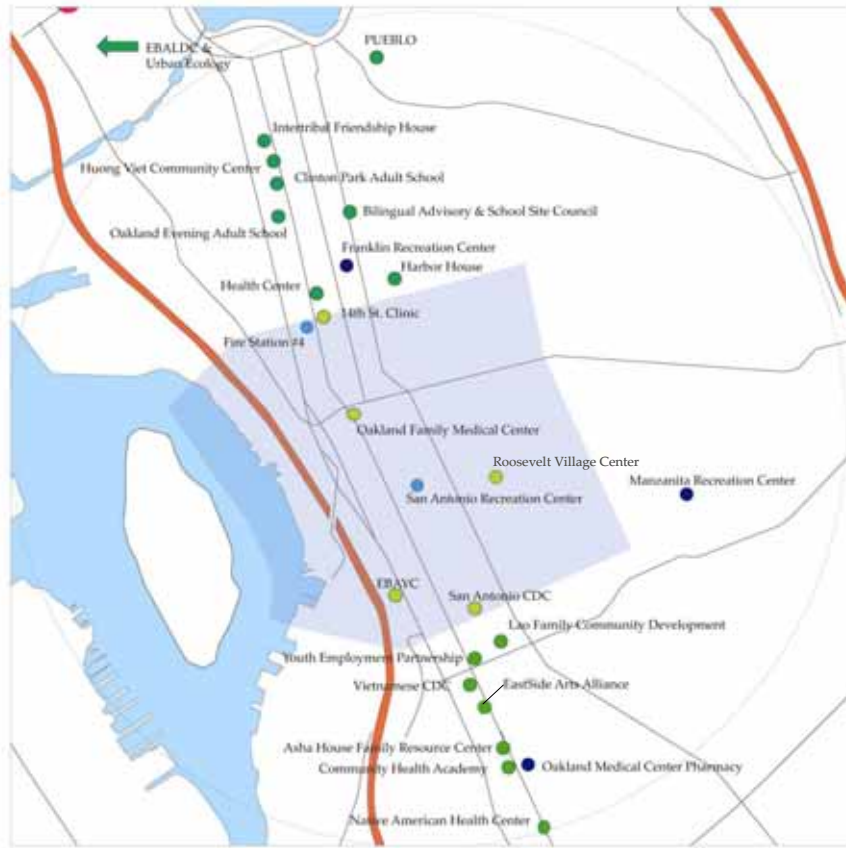 EBALDC &
Urban Ecology
PUEBLO
Intertribal Friendship House
Huong Viet Community Center
Clinton Park Adult School
Bilingual Advisory & School Site Council
Oakland Evening Adult School
Franklin Recreation Center
Harbor House
Health Center
14th St. Clinic
Fire Station #4
Oakland Family Medical Center
Roosevelt Village Center
Manzanita Recreation Center
San Antonio Recreation Center
EBAYC
San Antonio CDC
Lao Family Community Development
Youth Employment Partnership
Vietnamese CDC
EastSide Arts Alliance
Asha House Family Resource Center
Community Health Academy
Oakland Medical Center Pharmacy
Native American Health Center